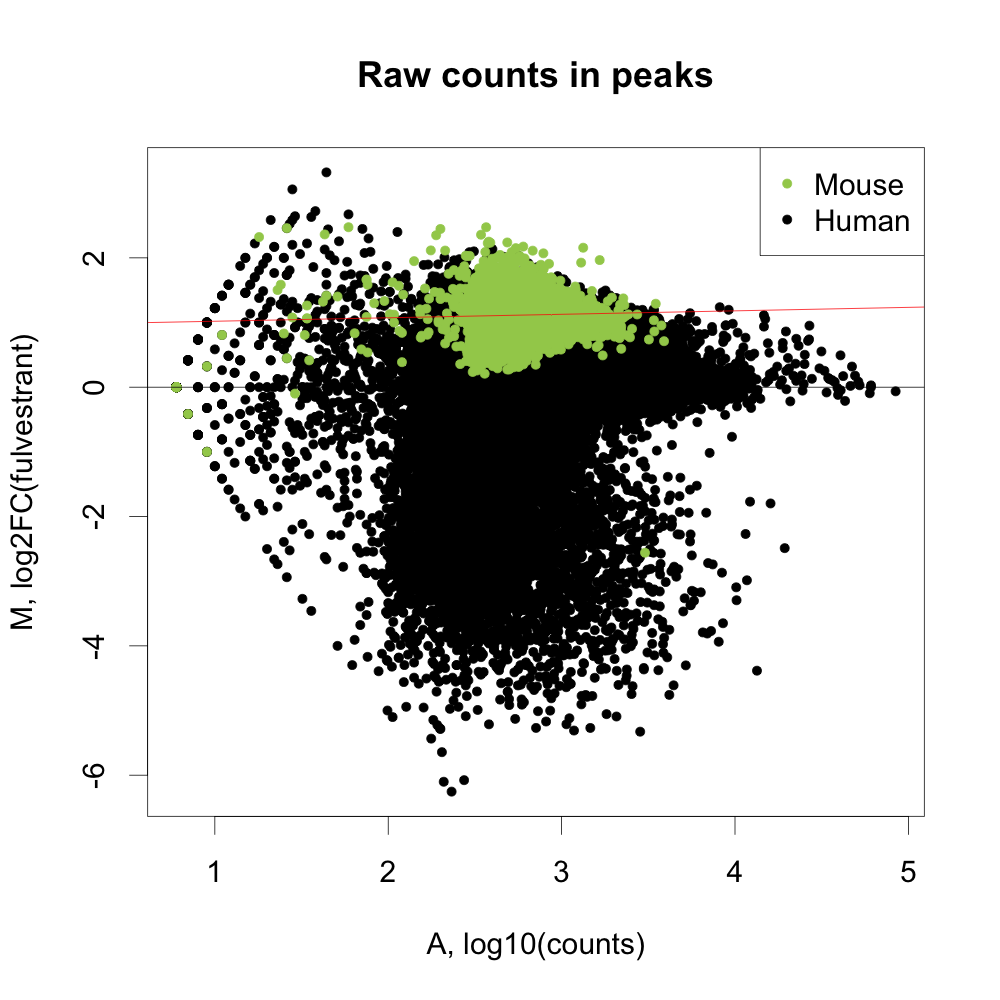 Raw counts in peaks
Mouse
Human
M, log2FC(fulvestrant)
2
0
-2
-4
-6
1 2 3 4 5
A, log10(counts)